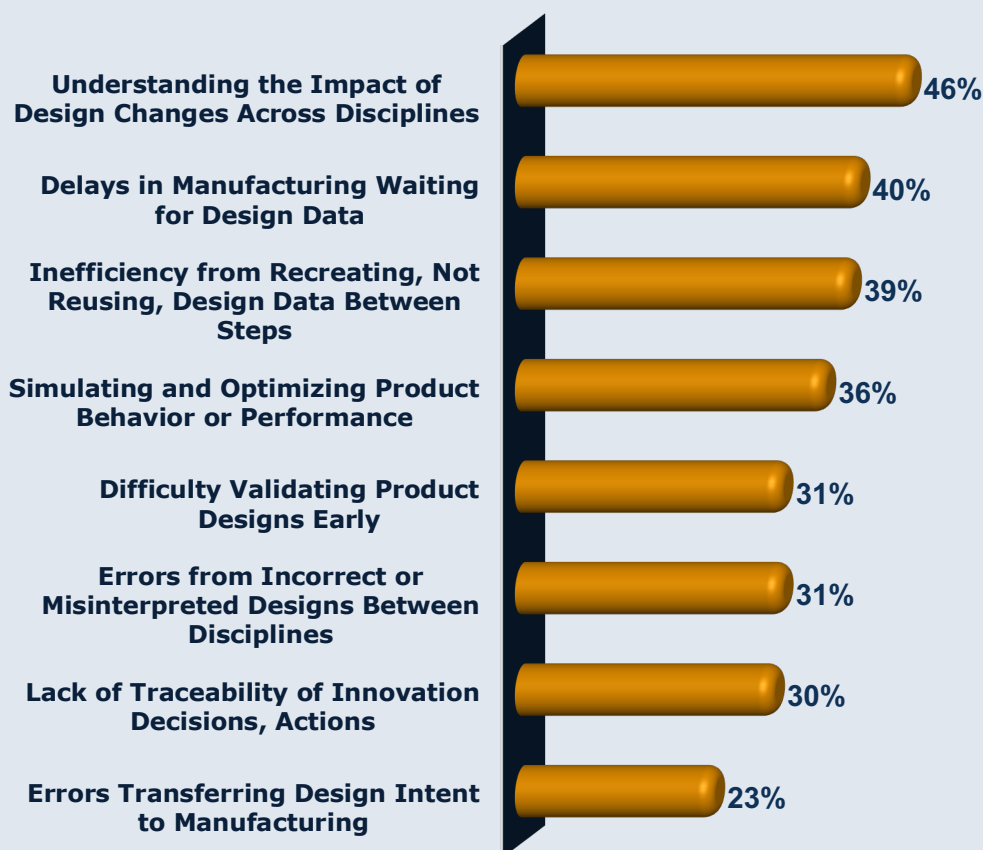 Understanding the Impact of
Design Changes Across Disciplines
46%
Delays in Manufacturing Waiting
for Design Data
40%
Inefficiency from Recreating, Not
Reusing, Design Data Between
Steps
39%
Simulating and Optimizing Product
Behavior or Performance
36%
Difficulty Validating Product
Designs Early
31%
Errors from Incorrect or
Misinterpreted Designs Between
Disciplines
31%
Lack of Traceability of Innovation
Decisions, Actions
30%
Errors Transferring Design Intent
to Manufacturing
23%